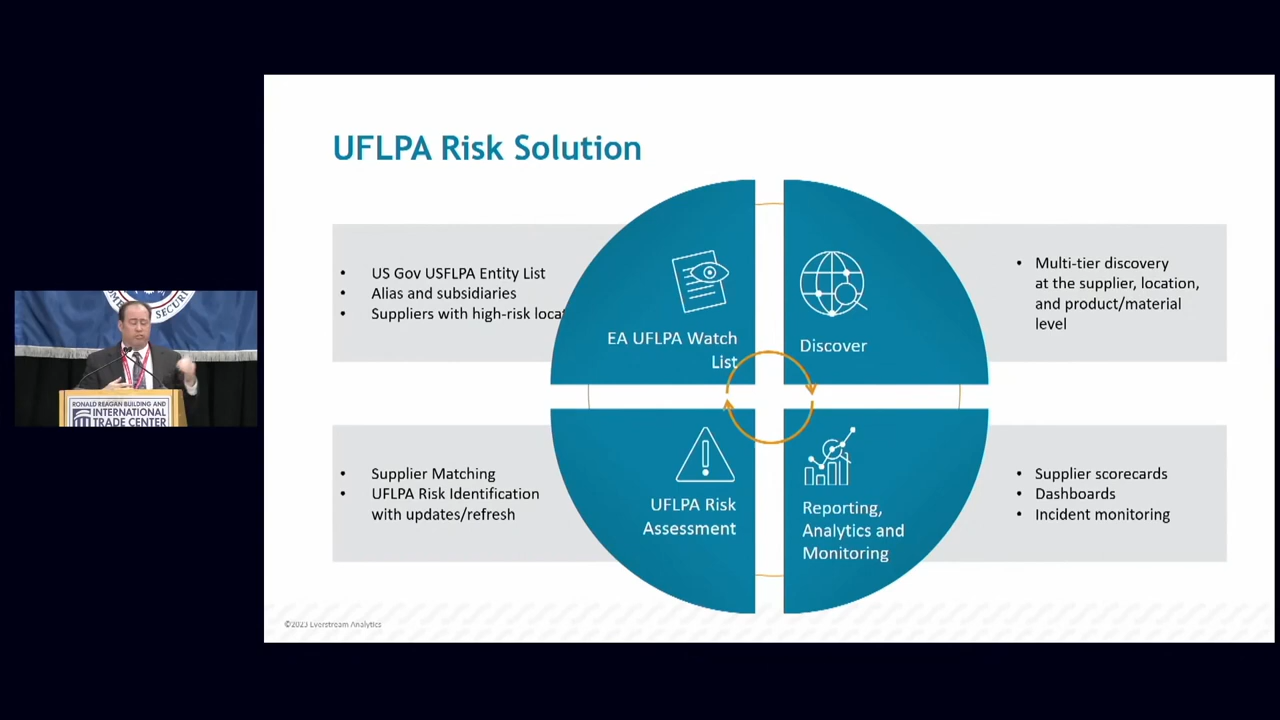 UFLPA Risk Solution
• US Gov USFLPA Entity List
• Alias and subsidiaries
• Suppliers with high-risk
EA UFLPA Watch
List
Discover
• Multi-tier discovery
at the supplier, location,
and product/material
level
• Supplier Matching
• UFLPA Risk Identification
with updates/refresh
UFLPA Risk
Assessment
Reporting,
Analytics and
Monitoring
• Supplier scorecards
• Dashboards
• Incident monitoring
©2023 Everstream Analytics
RONALD REAGAN BUILDING AND
INTERNATIONAL
TRADE CENTER